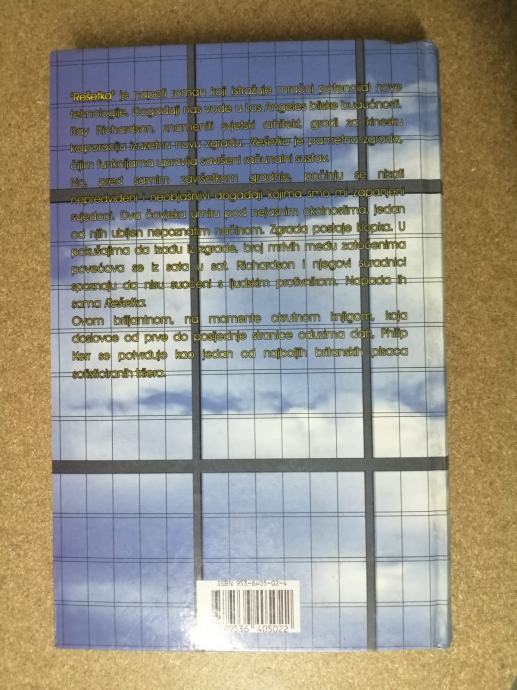 "Rešetka" je napeti roman koji istražuje mračni potencijal nove
tehnologije. Događaji nas vode u Los Angeles bliske budućnosti.
Ray Richardson, znameniti svjetski arhitekt, gradi za kinesku
korporaciju izuzetno novu zgradu. Rešetka je pametna zgrada,
čijim funkcijama upravlja savršeni računalni sustav.
No, pred samim završetkom gradnje, počinju se nizati
nepredviđeni i neobjašnjivi događaji kojima smo mi zapanjeni
svjedoci. Dva čovjeka umiru pod nejasnim okolnostima, jedan
od njih ubijen nepoznatim načinom. Zgrada postaje klopka. U
pokušajima da izađu iz zgrade, broj mrtvih među zatočenima
povećava se iz sata u sat. Richardson i njegovi suradnici
spoznaju da nisu suočeni s ljudskim protivnikom. Napada ih
sama Rešetka.
Ovom briljantnom, na momente okrutnom knjigom, koja
doslovce od prve do posljednje stranice oduzima dah, Philip
Kerr se potvrđuje kao jedan od najboljih britanskih pisaca
sofisticiranih trilera.
ISBN 953-6405-02-4
789536 405022